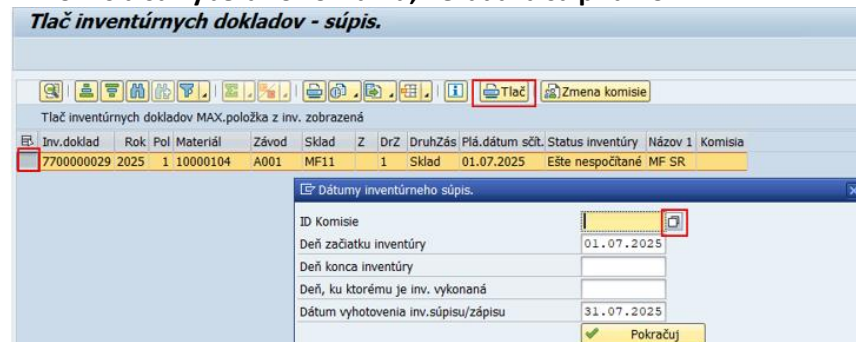 Tlač inventúrnych dokladov - súpis.
Tlač Zmena komisie
Tlač inventúrnych dokladov MAX.položka z inv. zobrazená
Inv.doklad Rok Pol Materiál Závod Sklad Z DrZ DruhZás Plá.dátum sčít. Status inventúry Názov 1 Komisia
7700000029 2025 1 10000104 A001 MF11 1 Sklad 01.07.2025 Ešte nespočítané MF SR
Dátumy inventúrneho súpis.
ID Komisie
Deň začiatku inventúry 01.07.2025
Deň konca inventúry
Deň, ku ktorému je inv. vykonaná
Dátum vyhotovenia inv.súpisu/zápisu 31.07.2025
Pokračuj